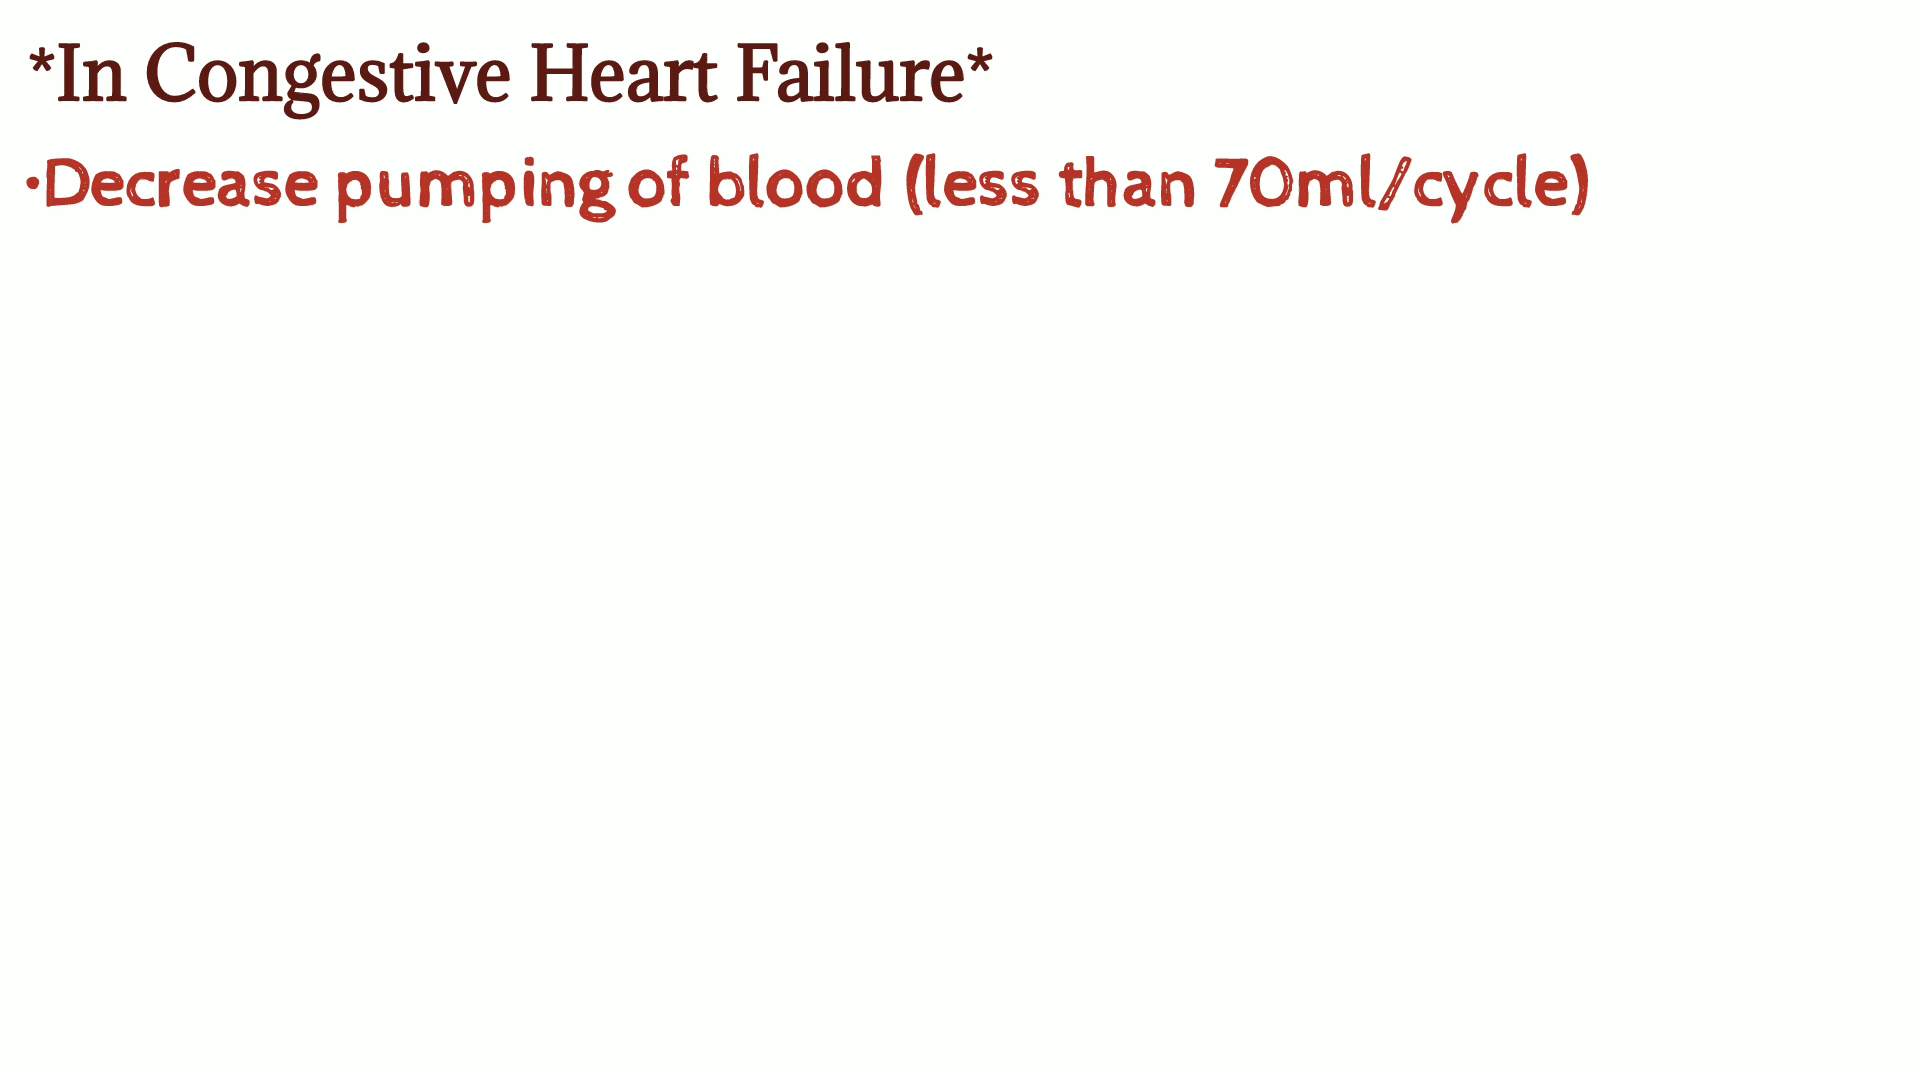 *In Congestive Heart Failure*
•Decrease pumping of blood (less than 70ml/cycle)